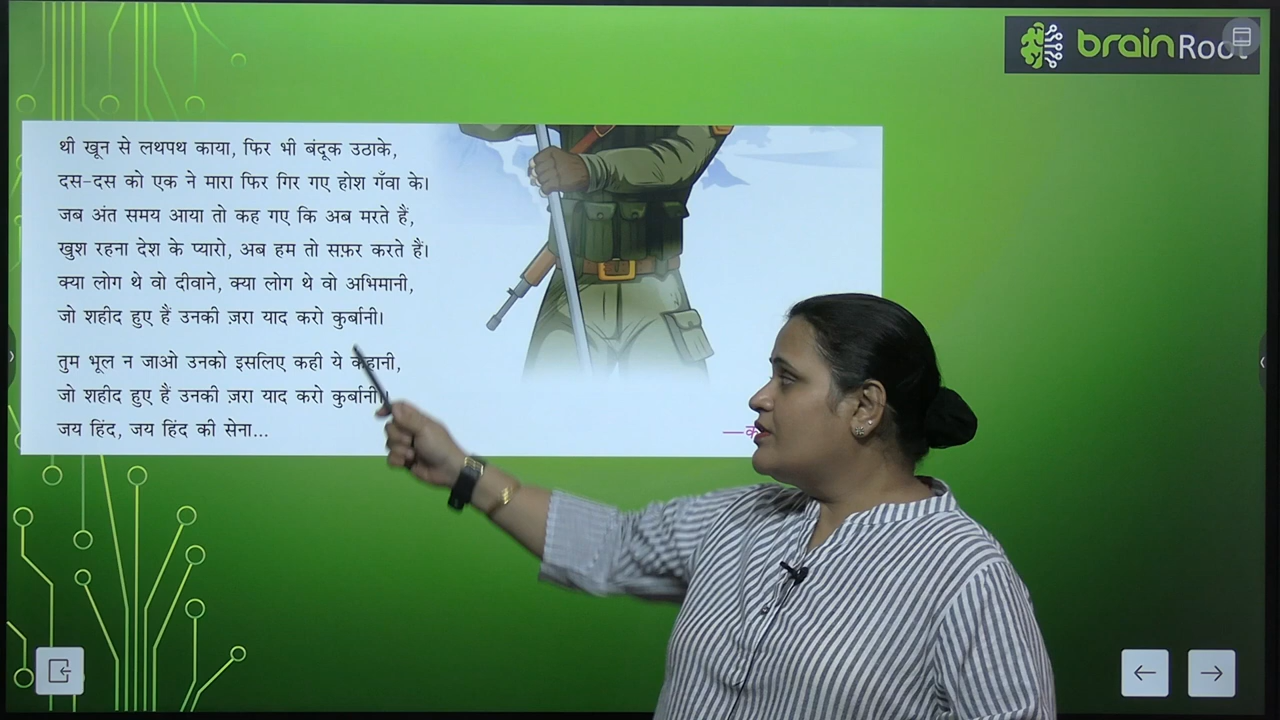 brainRoot
थी खून से लथपथ काया, फिर भी बंदूक उठाके,
दस-दस को एक ने मारा फिर गिर गए होश गँवा के।
जब अंत समय आया तो कह गए कि अब मरते हैं,
खुश रहना देश के प्यारो, अब हम तो सफ़र करते हैं।
क्या लोग थे वो दीवाने, क्या लोग थे वो अभिमानी,
जो शहीद हुए हैं उनकी ज़रा याद करो कुर्बानी।
तुम भूल न जाओ उनको इसलिए कही ये कहानी,
जो शहीद हुए हैं उनकी ज़रा याद करो कुर्बानी।
जय हिंद, जय हिंद की सेना...